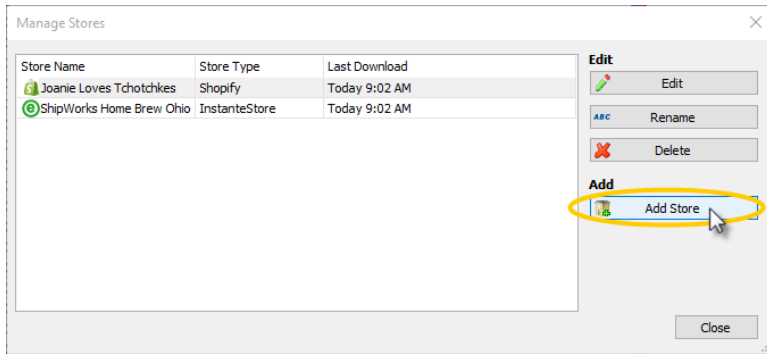 Manage Stores
Store Name Store Type Last Download
Joanie Loves Tchotchkes Shopify Today 9:02 AM
ShipWorks Home Brew Ohio InstanteStore Today 9:02 AM
Edit
Edit
ABC Rename
Delete
Add
Add Store
Close